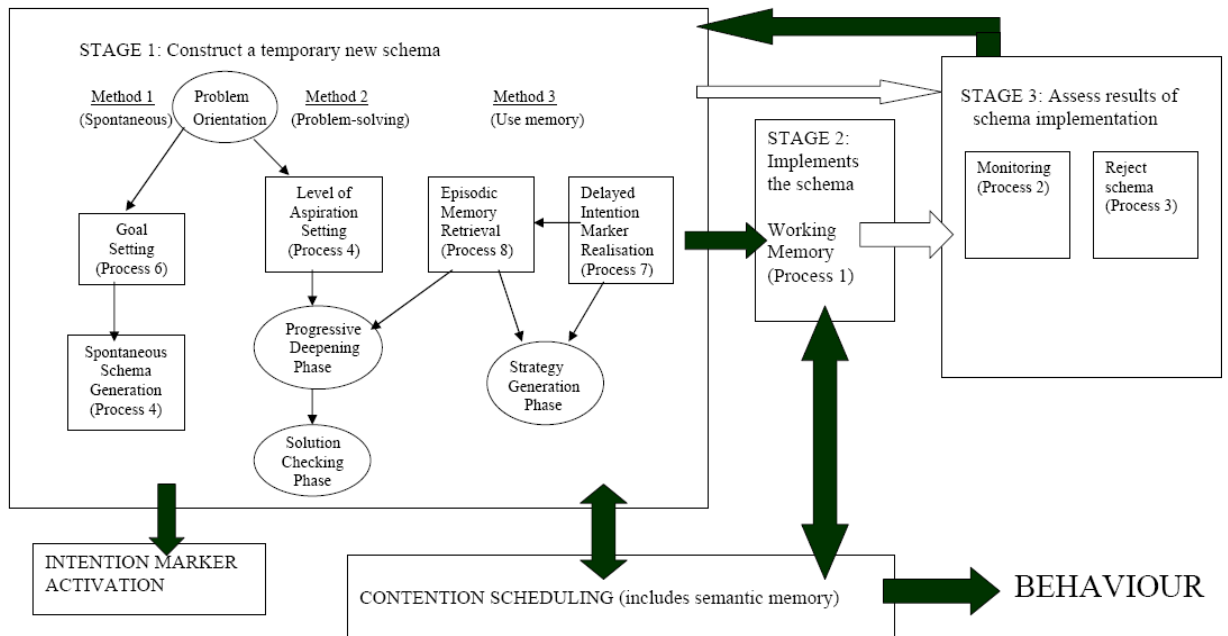 STAGE 1: Construct a temporary new schema
Method 1
(Spontaneous)
Problem
Orientation
Method 2
(Problem-solving)
Method 3
(Use memory)
Goal
Setting
(Process 6)
Level of
Aspiration
Setting
(Process 4)
Episodic
Memory
Retrieval
(Process 8)
Delayed
Intention
Marker
Realisation
(Process 7)
Spontaneous
Schema
Generation
(Process 4)
Progressive
Deepening
Phase
Strategy
Generation
Phase
Solution
Checking
Phase
STAGE 2:
Implements
the schema
Working
Memory
(Process 1)
STAGE 3: Assess results of
schema implementation
Monitoring
(Process 2)
Reject
schema
(Process 3)
INTENTION MARKER
ACTIVATION
CONTENTION SCHEDULING (includes semantic memory)
BEHAVIOUR